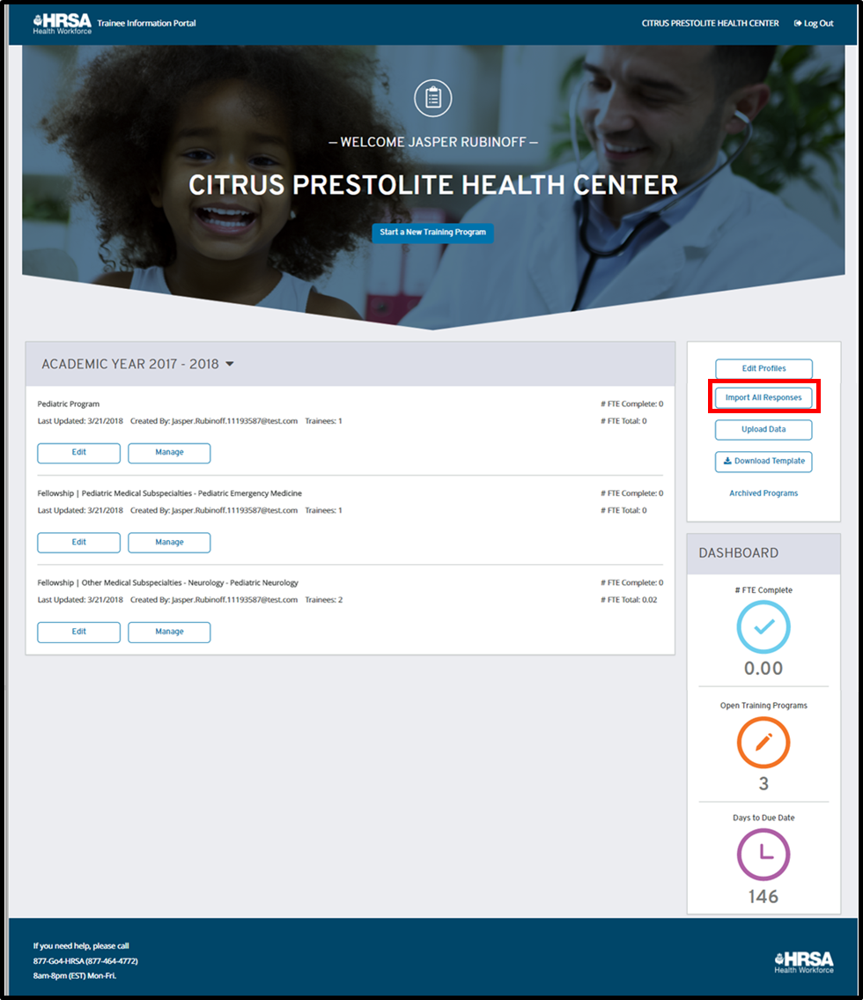 HRSA
Health Workforce
Trainee Information Portal
CITRUS PRESTOLITE HEALTH CENTER
Log Out
– WELCOME JASPER RUBINOFF –
CITRUS PRESTOLITE HEALTH CENTER
Start a New Training Program
ACADEMIC YEAR 2017 - 2018
Pediatric Program
# FTE Complete: 0
Last Updated: 3/21/2018 Created By: Jasper.Rubinoff.11193587@test.com Trainees: 1
# FTE Total: 0
Edit
Manage
Fellowship | Pediatric Medical Subspecialties - Pediatric Emergency Medicine
# FTE Complete: 0
Last Updated: 3/21/2018 Created By: Jasper.Rubinoff.11193587@test.com Trainees: 1
# FTE Total: 0
Edit
Manage
Fellowship | Other Medical Subspecialties - Neurology - Pediatric Neurology
# FTE Complete: 0
Last Updated: 3/21/2018 Created By: Jasper.Rubinoff.11193587@test.com Trainees: 2
# FTE Total: 0.02
Edit
Manage
Edit Profiles
Import All Responses
Upload Data
Download Template
Archived Programs
DASHBOARD
# FTE Complete
0.00
Open Training Programs
3
Days to Due Date
146
If you need help, please call
877-Go4-HRSA (877-464-4772)
8am-8pm (EST) Mon-Fri.
HRSA
Health Workforce